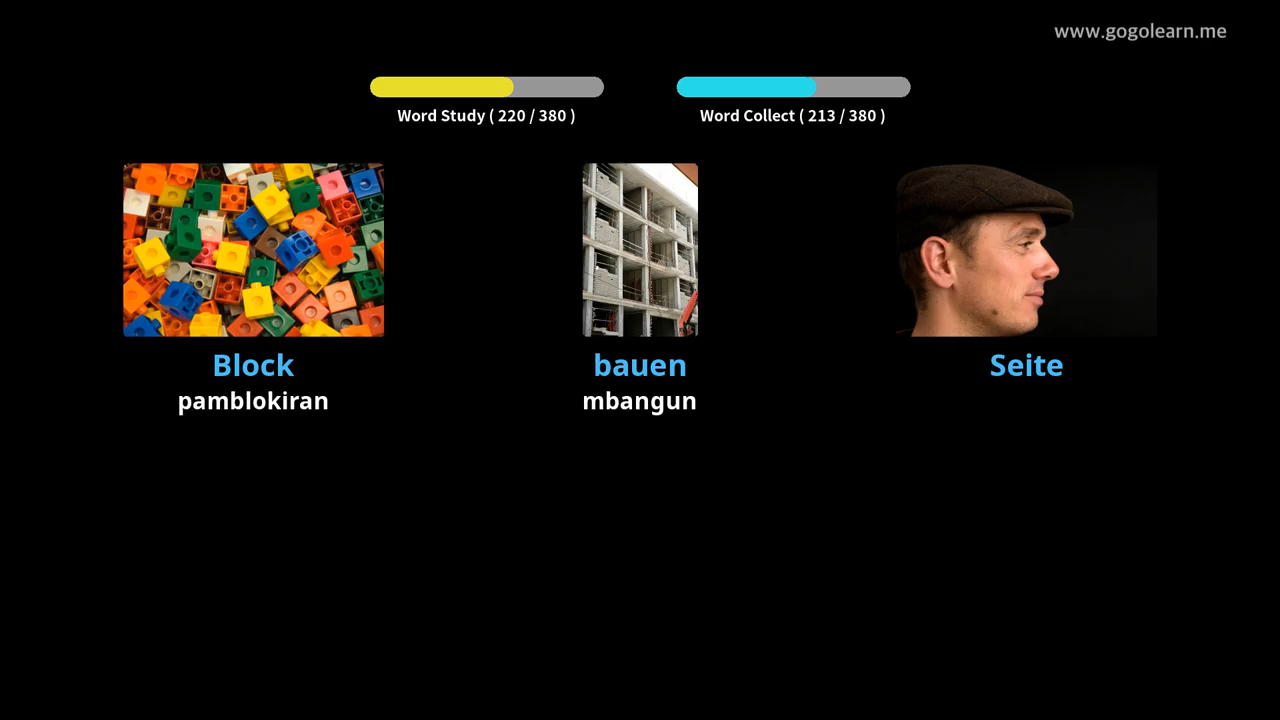 www.gogolearn.me
Word Study ( 220 / 380 )
Word Collect ( 213 / 380 )
Block
bauen
Seite
pamblokiran
mbangun